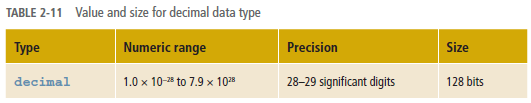 TABLE 2-11 Value and size for decimal data type
Type Numeric range Precision Size
decimal 1.0 × 10⁻²⁸ to 7.9 × 10²⁸ 28–29 significant digits 128 bits